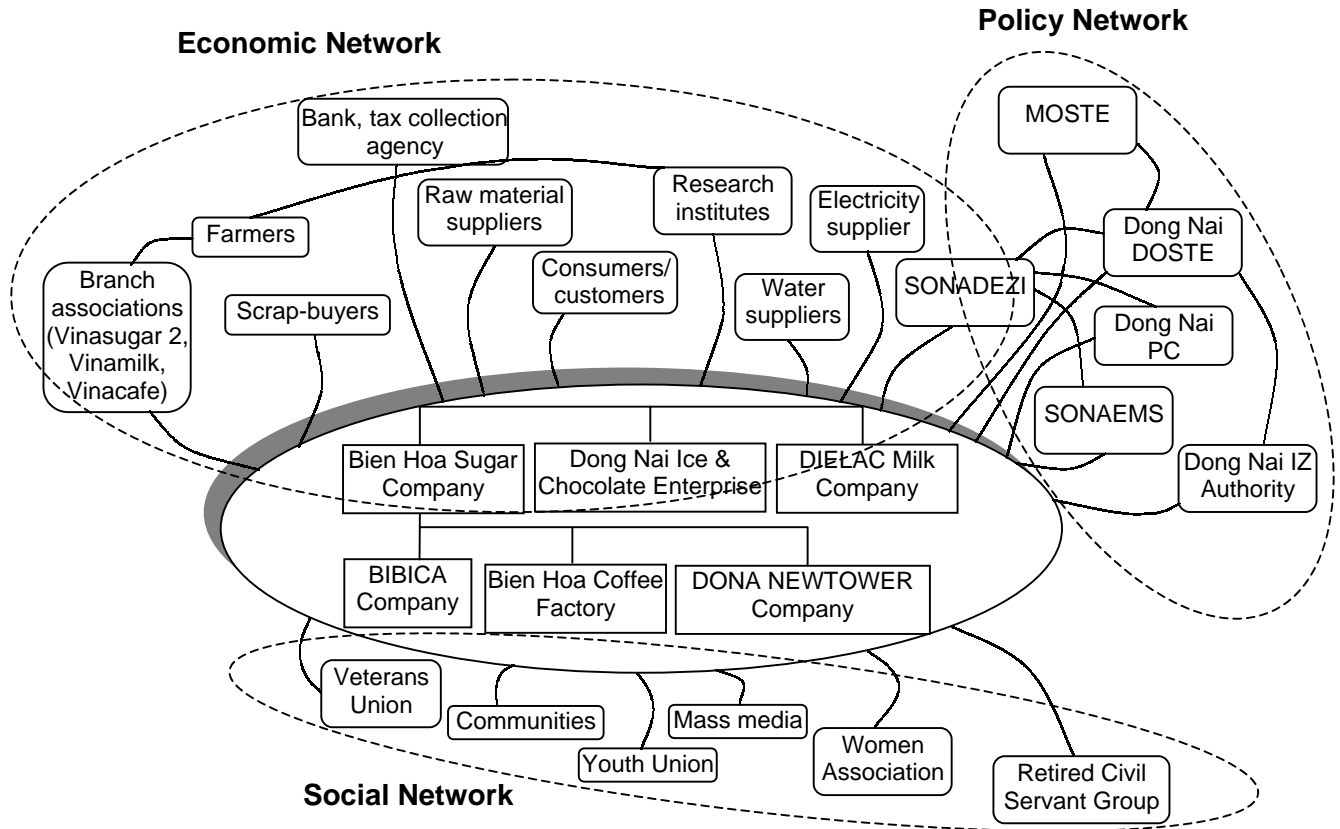 Policy Network
Economic Network
MOSTE
Bank, tax collection
agency
Raw material
suppliers
Research
institutes
Electricity
supplier
Farmers
Dong Nai
DOSTE
Branch
associations
(Vinasugar 2,
Vinamilk,
Vinacafe)
Scrap-buyers
Consumers/
customers
Water
suppliers
SONADEZI
Dong Nai
PC
SONAEMS
Dong Nai IZ
Authority
Bien Hoa Sugar
Company
Dong Nai Ice &
Chocolate Enterprise
DIELAC Milk
Company
BIBICA
Company
Bien Hoa Coffee
Factory
DONA NEWTOWER
Company
Veterans
Union
Communities
Youth Union
Mass media
Women
Association
Retired Civil
Servant Group
Social Network